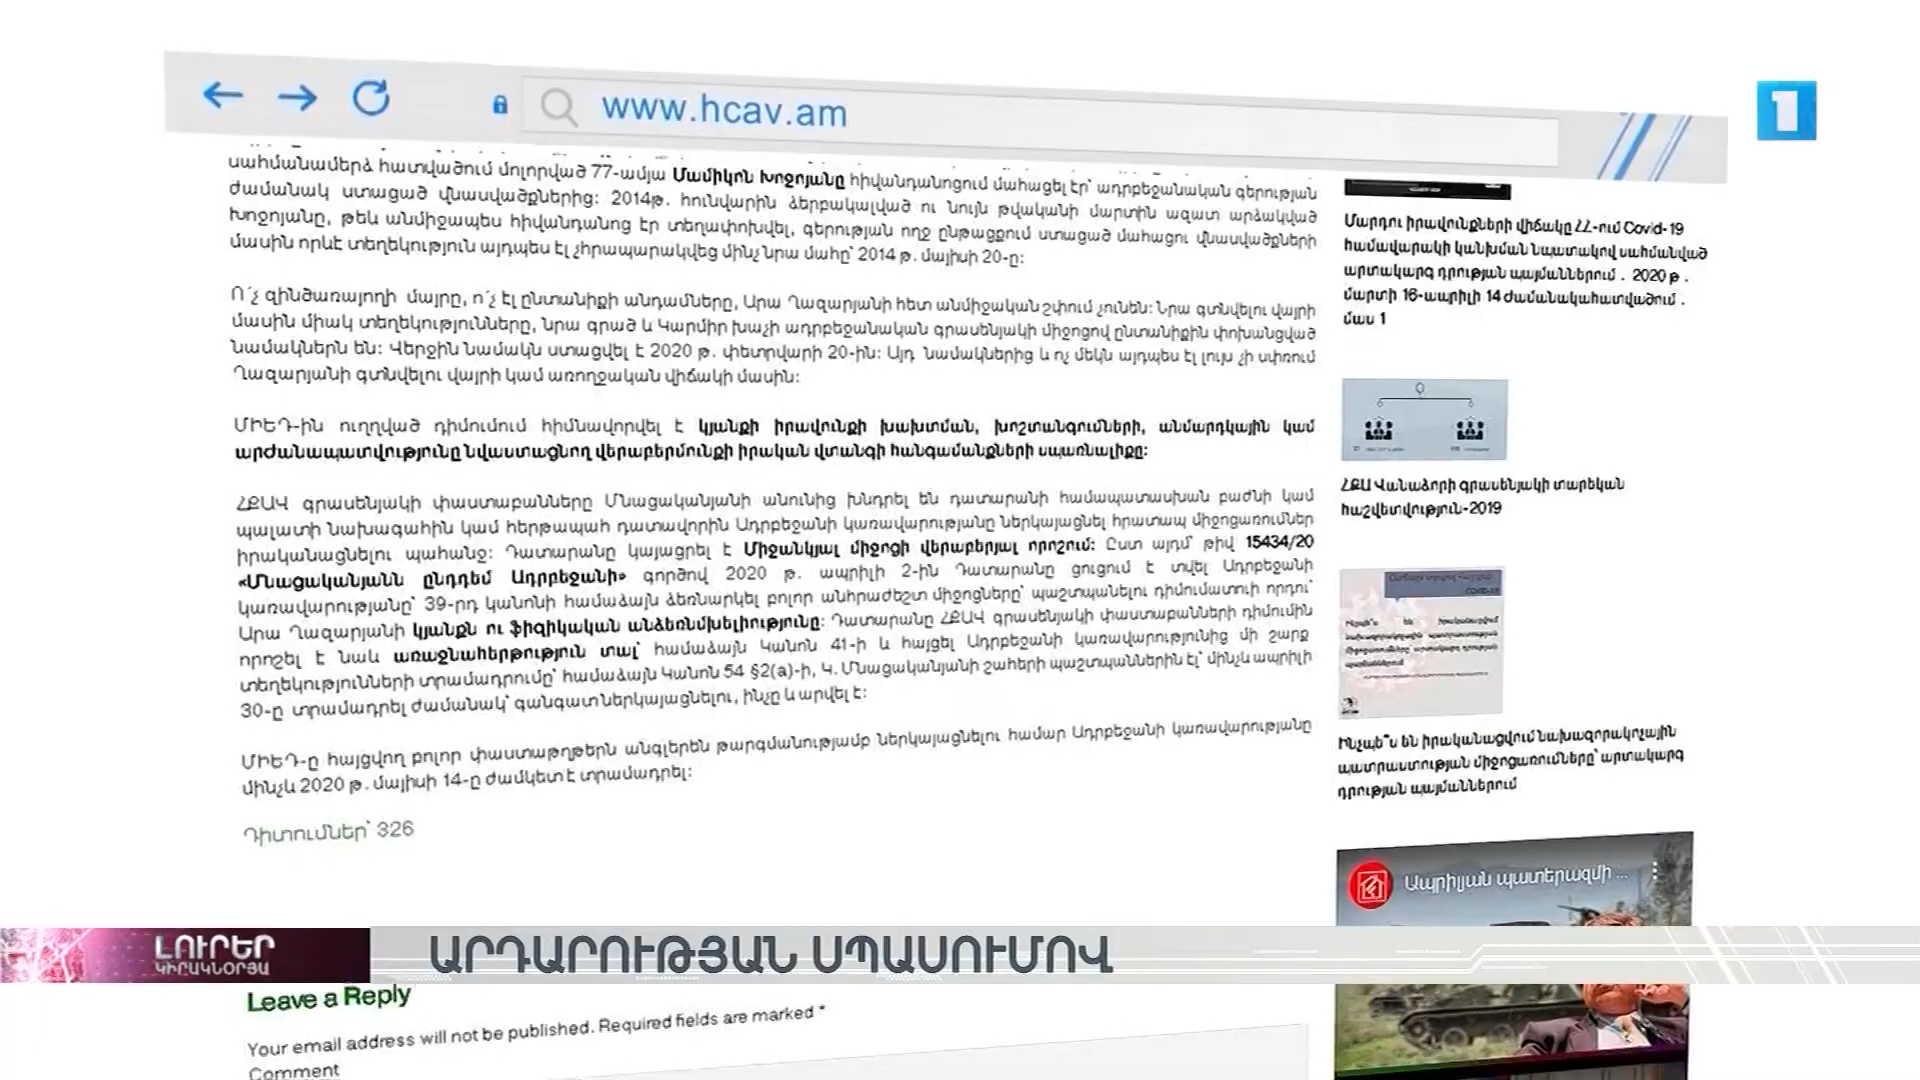 www.hcav.am
1
սահմանամերձ հատվածում մոլորված 77-ամյա Մամիկոն Խոջոյանը հիվանդանոցում մահացել էր՝ ադրբեջանական գերության
ժամանակ ստացած վնասվածքներից: 2014թ. հունվարին ձերբակալված ու նույն թվականի մարտին ազատ արձակված
Խոջոյանը, թեև անմիջապես հիվանդանոց էր տեղափոխվել, գերության ողջ ընթացքում ստացած մահացու վնասվածքների
մասին որևէ տեղեկություն այդպես էլ չհրապարակվեց մինչ նրա մահը՝ 2014 թ. մայիսի 20-ը:
Ո՛չ զինծառայողի մայրը, ո՛չ էլ ընտանիքի անդամները, Արա Ղազարյանի հետ անմիջական շփում չունեն: Նրա գտնվելու վայրի
մասին միակ տեղեկությունները, նրա գրած և Կարմիր խաչի ադրբեջանական գրասենյակի միջոցով ընտանիքին փոխանցված
նամակներն են: Վերջին նամակն ստացվել է 2020 թ. փետրվարի 20-ին: Այդ նամակներից և ոչ մեկն այդպես էլ լույս չի սփռում
Ղազարյանի գտնվելու վայրի կամ առողջական վիճակի մասին:
ՄԻԵԴ-ին ուղղված դիմումում հիմնավորվել է կյանքի իրավունքի խախտման, խոշտանգումների, անմարդկային կամ
արժանապատվությունը նվաստացնող վերաբերմունքի իրական վտանգի հանգամանքների սպառնալիքը:
ՀՔԱՎ գրասենյակի փաստաբանները Մնացականյանի անունից խնդրել են դատարանի համապատասխան բաժնի կամ
պալատի նախագահին կամ հերթապահ դատավորին Ադրբեջանի կառավարությանը ներկայացնել հրատապ միջոցառումներ
իրականացնելու պահանջ: Դատարանը կայացրել է Միջանկյալ միջոցի վերաբերյալ որոշում: Ըստ այդմ՝ թիվ 15434/20
«Մնացականյանն ընդդեմ Ադրբեջանի» գործով 2020 թ. ապրիլի 2-ին Դատարանը ցուցում է տվել Ադրբեջանի
կառավարությանը՝ 39-րդ կանոնի համաձայն ձեռնարկել բոլոր անհրաժեշտ միջոցները՝ պաշտպանելու դիմումատուի որդու՝
Արա Ղազարյանի կյանքն ու ֆիզիկական անձեռնմխելիությունը: Դատարանը ՀՔԱՎ գրասենյակի փաստաբանների դիմումին
որոշել է նաև առաջնահերթություն տալ՝ համաձայն Կանոն 41-ի և հայցել Ադրբեջանի կառավարությունից մի շարք
տեղեկությունների տրամադրումը՝ համաձայն Կանոն 54 §2(a)-ի, Կ. Մնացականյանի շահերի պաշտպաններին էլ՝ մինչև ապրիլի
30-ը տրամադրել ժամանակ՝ գանգատ ներկայացնելու, ինչը և արվել է:
ՄԻԵԴ-ը հայցվող բոլոր փաստաթղթերն անգլերեն թարգմանությամբ ներկայացնելու համար Ադրբեջանի կառավարությանը
մինչև 2020 թ. մայիսի 14-ը ժամկետ է տրամադրել:
Դիտումներ՝ 326
Մարդու իրավունքների վիճակը ՀՀ-ում Covid-19
համավարակի կանխման նպատակով սահմանված
արտակարգ դրության պայմաններում . 2020 թ .
մարտի 16-ապրիլի 14 ժամանակահատվածում .
մաս 1
ՀՔԱ Վանաձորի գրասենյակի տարեկան
հաշվետվություն-2019
Ինչպե՞ս են իրականացվում նախազորակոչային
պատրաստության միջոցառումները՝ արտակարգ
դրության պայմաններում
Ապրիլյան պատերազմի ...
ԼՈՒՐԵՐ
ԿԻՐԱԿՆՕՐՅԱ
ԱՐԴԱՐՈՒԹՅԱՆ ՍՊԱՍՈՒՄՈՎ
Leave a Reply
Your email address will not be published. Required fields are marked *
Comment